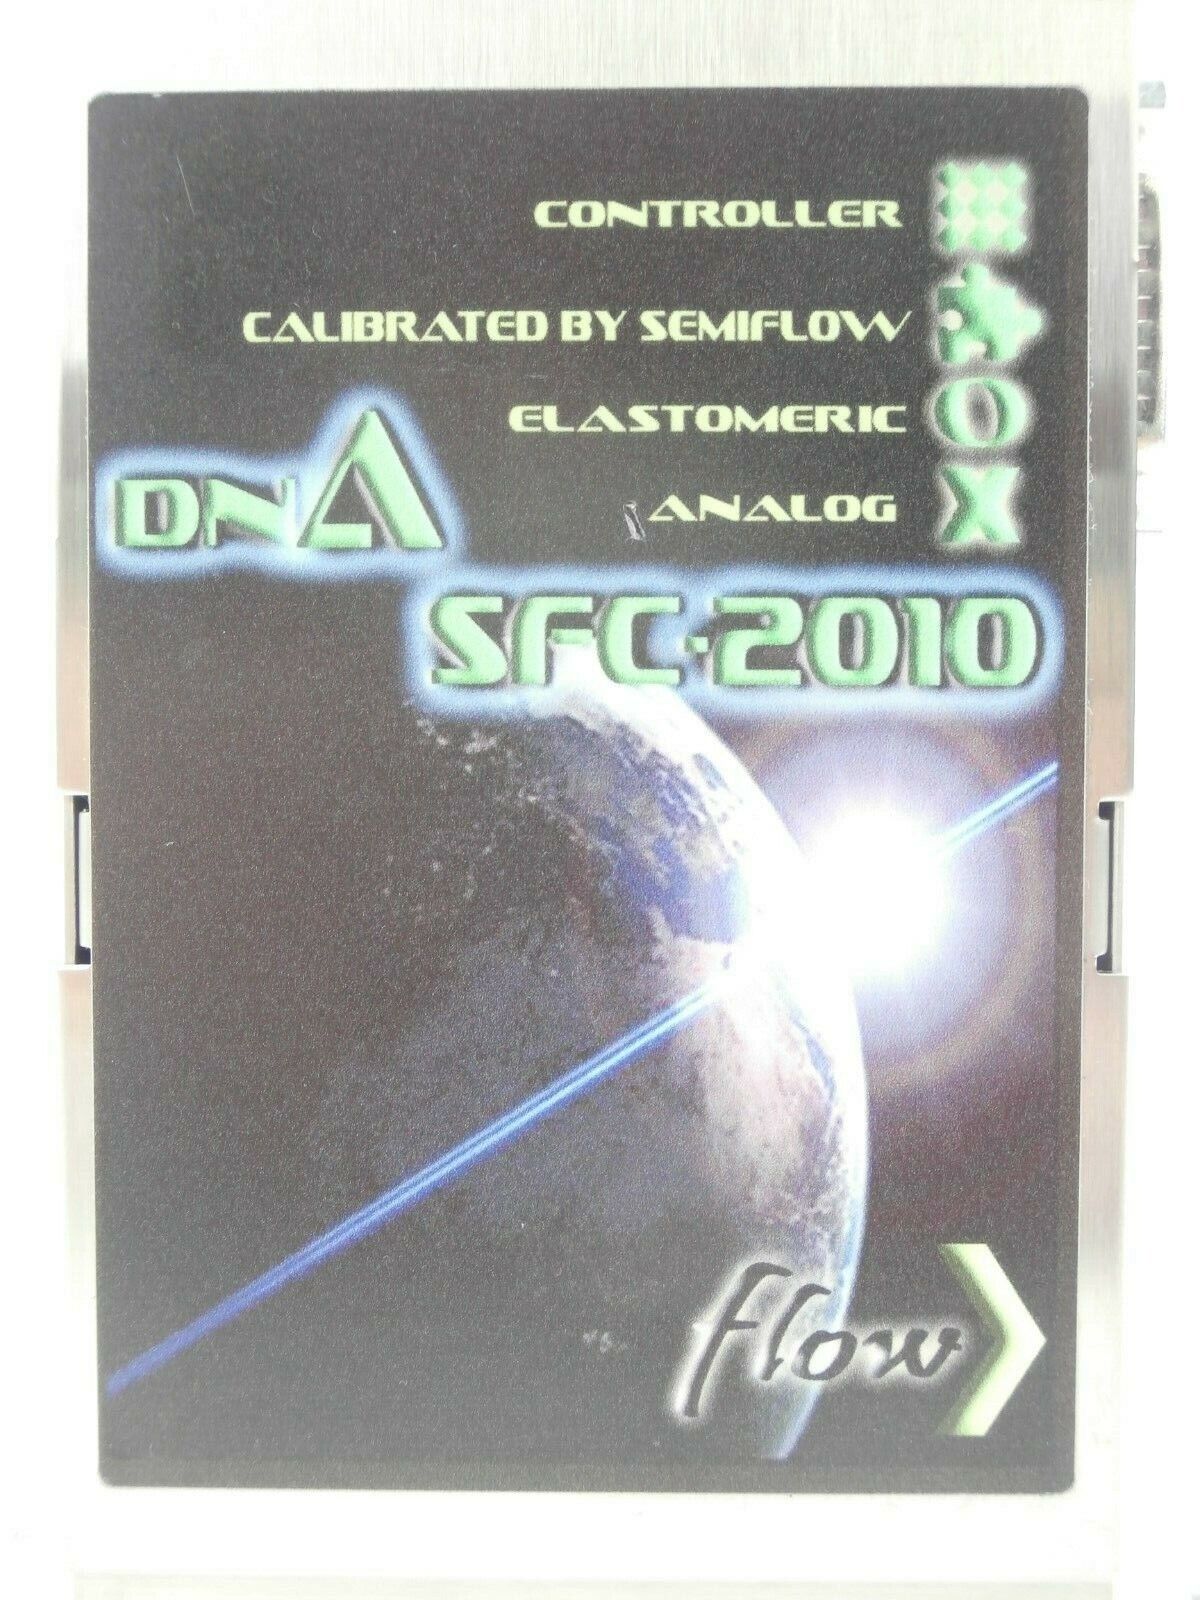 CONTROLLER
CALIBRATED BY SEMIFLOW
ELASTOMERIC
ANALOG
DNA
SFC-2010
flow